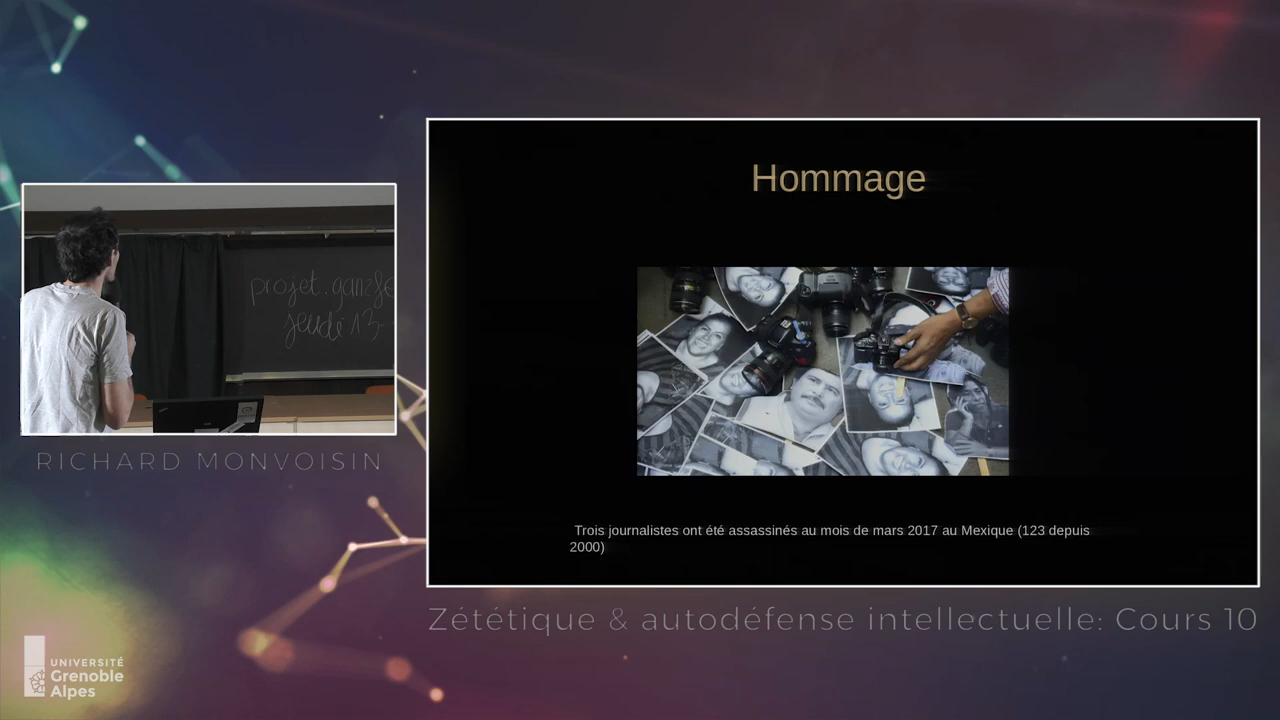 Hommage
projet.ganzfe
jeudi 13-
RICHARD MONVOISIN
Trois journalistes ont été assassinés au mois de mars 2017 au Mexique (123 depuis
2000)
Zététique & autodéfense intellectuelle: Cours 10
UNIVERSITÉ
Grenoble
Alpes